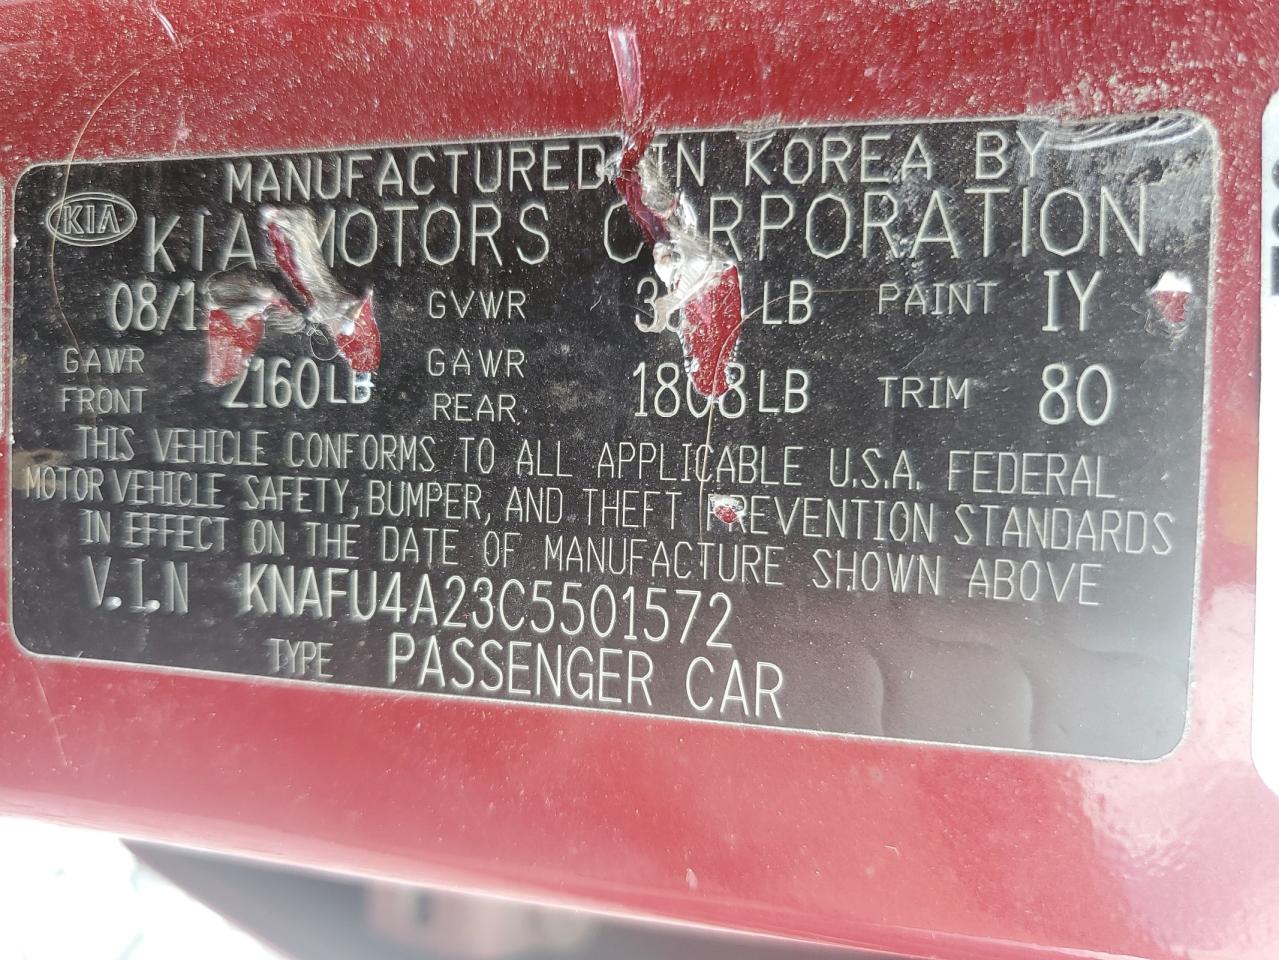 MANUFACTURED IN KOREA BY
KIA
KIA MOTORS CORPORATION
GVWR LB PAINT IY
GAWR FRONT 2160LB GAWR REAR 1808LB TRIM 80
THIS VEHICLE CONFORMS TO ALL APPLICABLE U.S.A. FEDERAL
MOTOR VEHICLE SAFETY, BUMPER, AND THEFT PREVENTION STANDARDS
IN EFFECT ON THE DATE OF MANUFACTURE SHOWN ABOVE
V.I.N KNAFU4A23C5501572
TYPE PASSENGER CAR